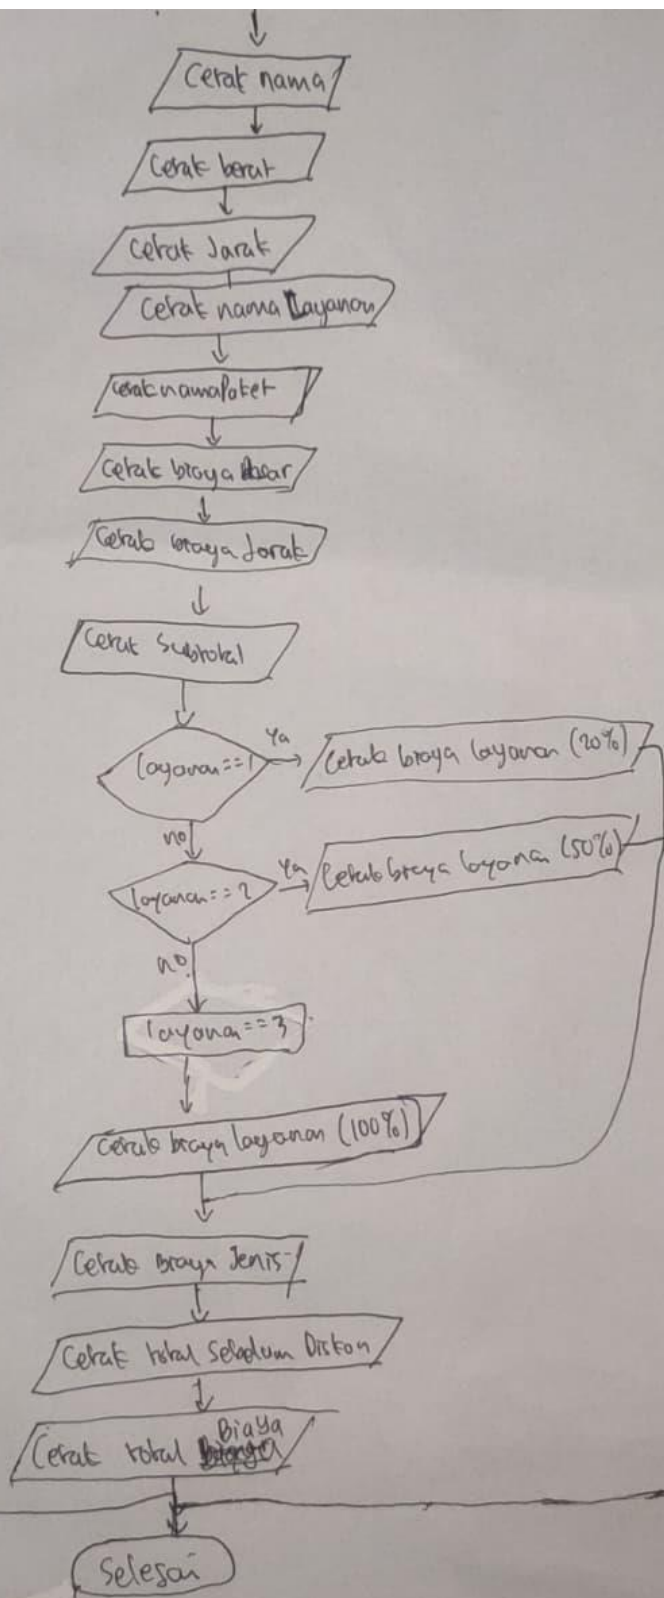 Cetak nama
Cetak berat
Cetak Jarak
Cetak nama Layanan
Cetak namaPaket
Cetak biaya dasar
Cetak biaya Jarak
Cetak Subtotal
layanan==1
Ya
Cetak biaya layanan (20%)
no
layanan==2
Ya
Cetak biaya layanan (50%)
no
layanan==3
Cetak biaya layanan (100%)
Cetak Biaya Jenis
Cetak total Sebelum Diskon
Cetak total Biaya
Selesai